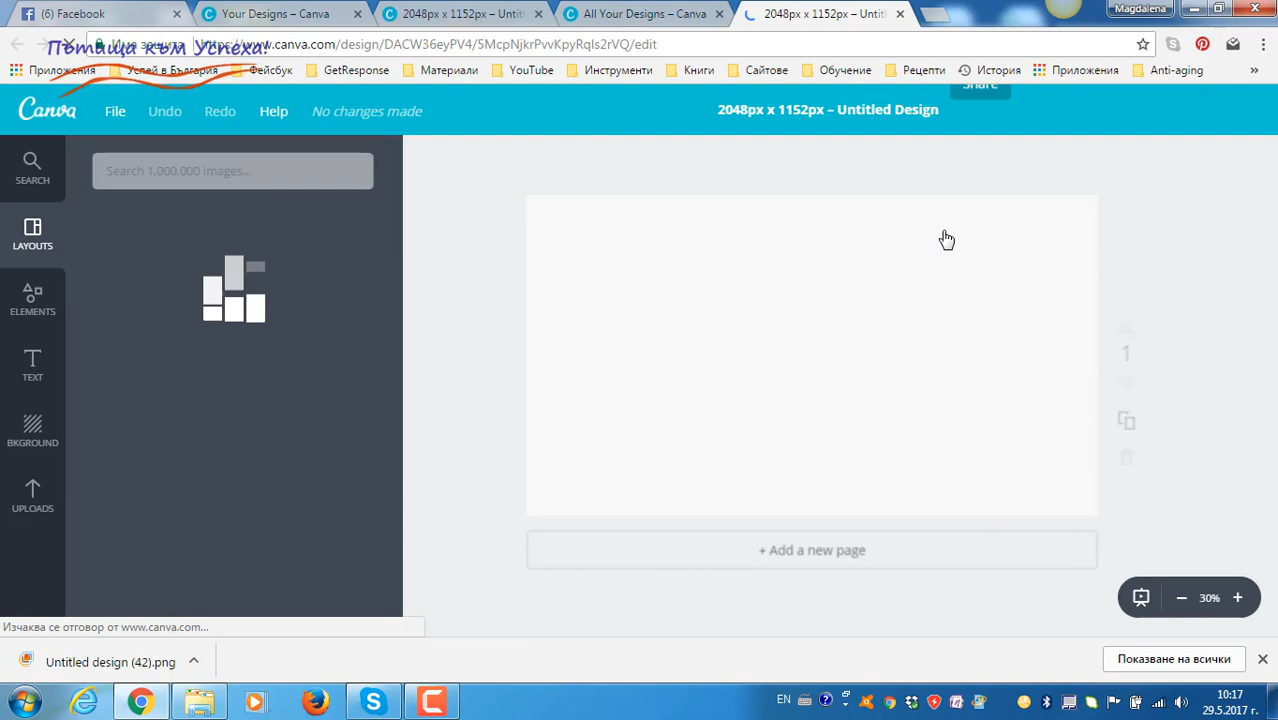 (6) Facebook
Your Designs – Canva
2048px x 1152px – Untitl
All Your Designs – Canva
2048px x 1152px – Untitl
Magdalena
Пътища към Успеха!
https://www.canva.com/design/DACW36eyPV4/5McpNjkrPvvKpyRqls2rVQ/edit
Приложения
Успей в България
Фейсбук
GetResponse
Материали
YouTube
Инструменти
Книги
Сайтове
Обучение
Рецепти
История
Приложения
Anti-aging
»
Canva
File
Undo
Redo
Help
No changes made
2048px x 1152px – Untitled Design
Share
SEARCH
Search 1,000,000 images...
LAYOUTS
ELEMENTS
TEXT
BKGROUND
UPLOADS
1
+ Add a new page
30%
Изчаква се отговор от www.canva.com...
Untitled design (42).png
Показване на всички
EN
10:17
29.5.2017 г.